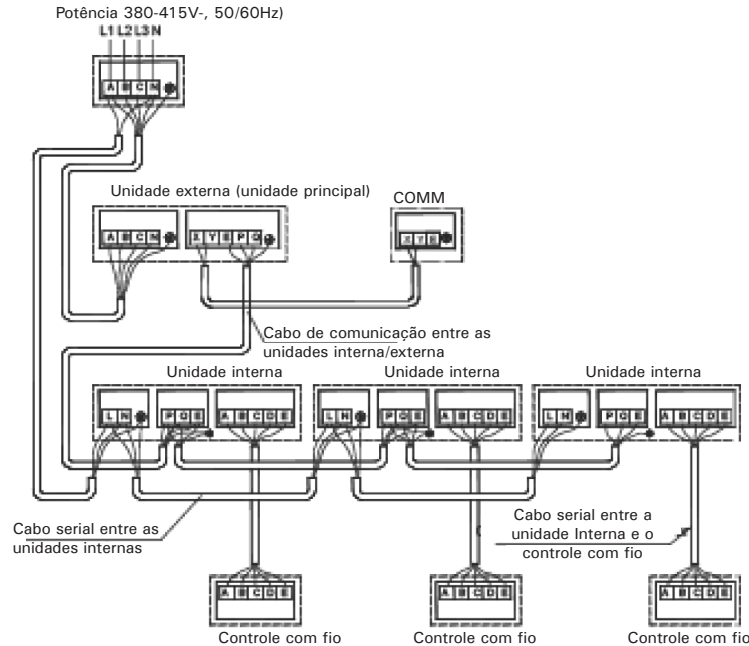 Potência 380-415V-, 50/60Hz)
L1 L2 L3 N
A B C N
Unidade externa (unidade principal)
COMM
A B C N
X Y E P Q
X Y E
Cabo de comunicação entre as
unidades interna/externa
Unidade interna
Unidade interna
Unidade interna
L N
P Q E
A B C D E
L N
P Q E
A B C D E
L N
P Q E
A B C D E
Cabo serial entre as
unidades internas
Cabo serial entre a
unidade Interna e o
controle com fio
A B C D E
A B C D E
A B C D E
Controle com fio
Controle com fio
Controle com fio